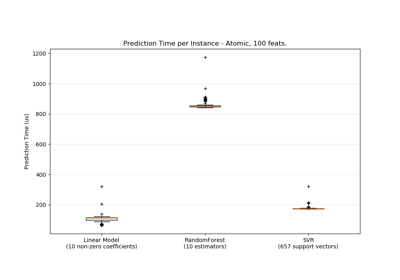 Prediction Time per Instance - Atomic, 100 feats.
1200
1000
800
600
400
200
Prediction Time (us)
Linear Model
(10 non-zero coefficients)
RandomForest
(10 estimators)
SVR
(657 support vectors)